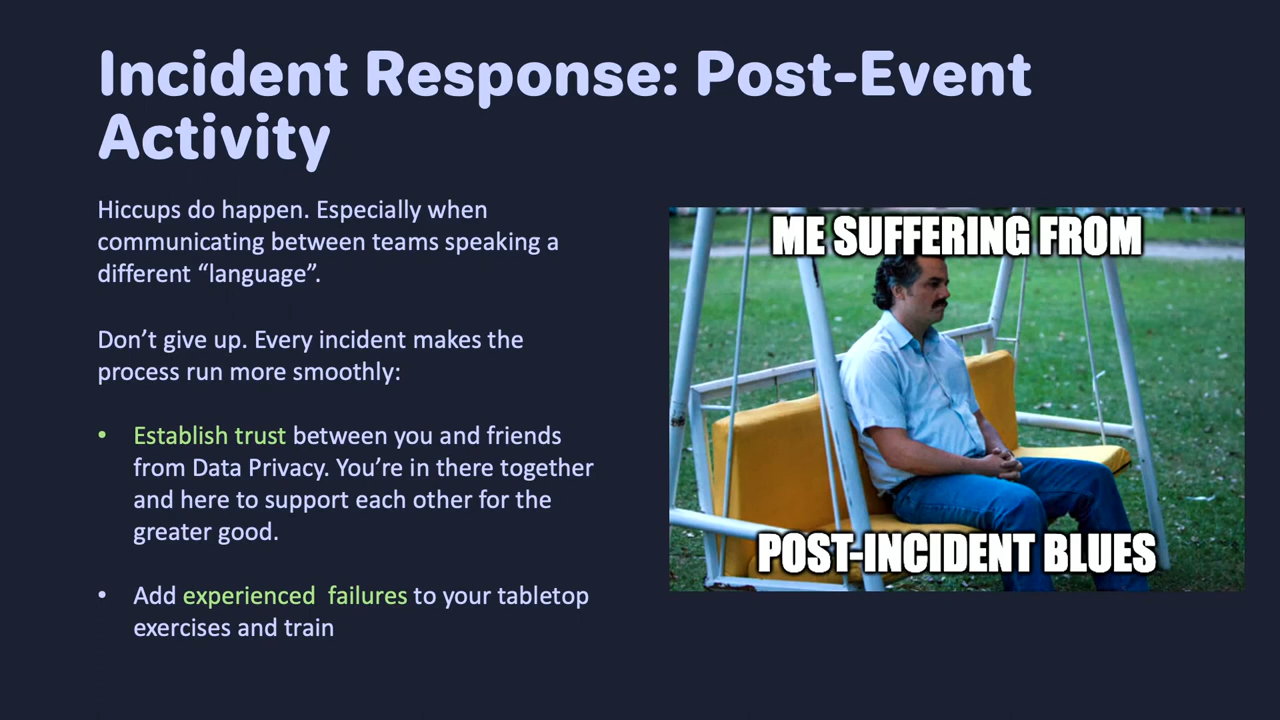 Incident Response: Post-Event
Activity
Hiccups do happen. Especially when
communicating between teams speaking a
different “language”.
Don’t give up. Every incident makes the
process run more smoothly:
• Establish trust between you and friends
from Data Privacy. You’re in there together
and here to support each other for the
greater good.
• Add experienced  failures to your tabletop
exercises and train
ME SUFFERING FROM
POST-INCIDENT BLUES